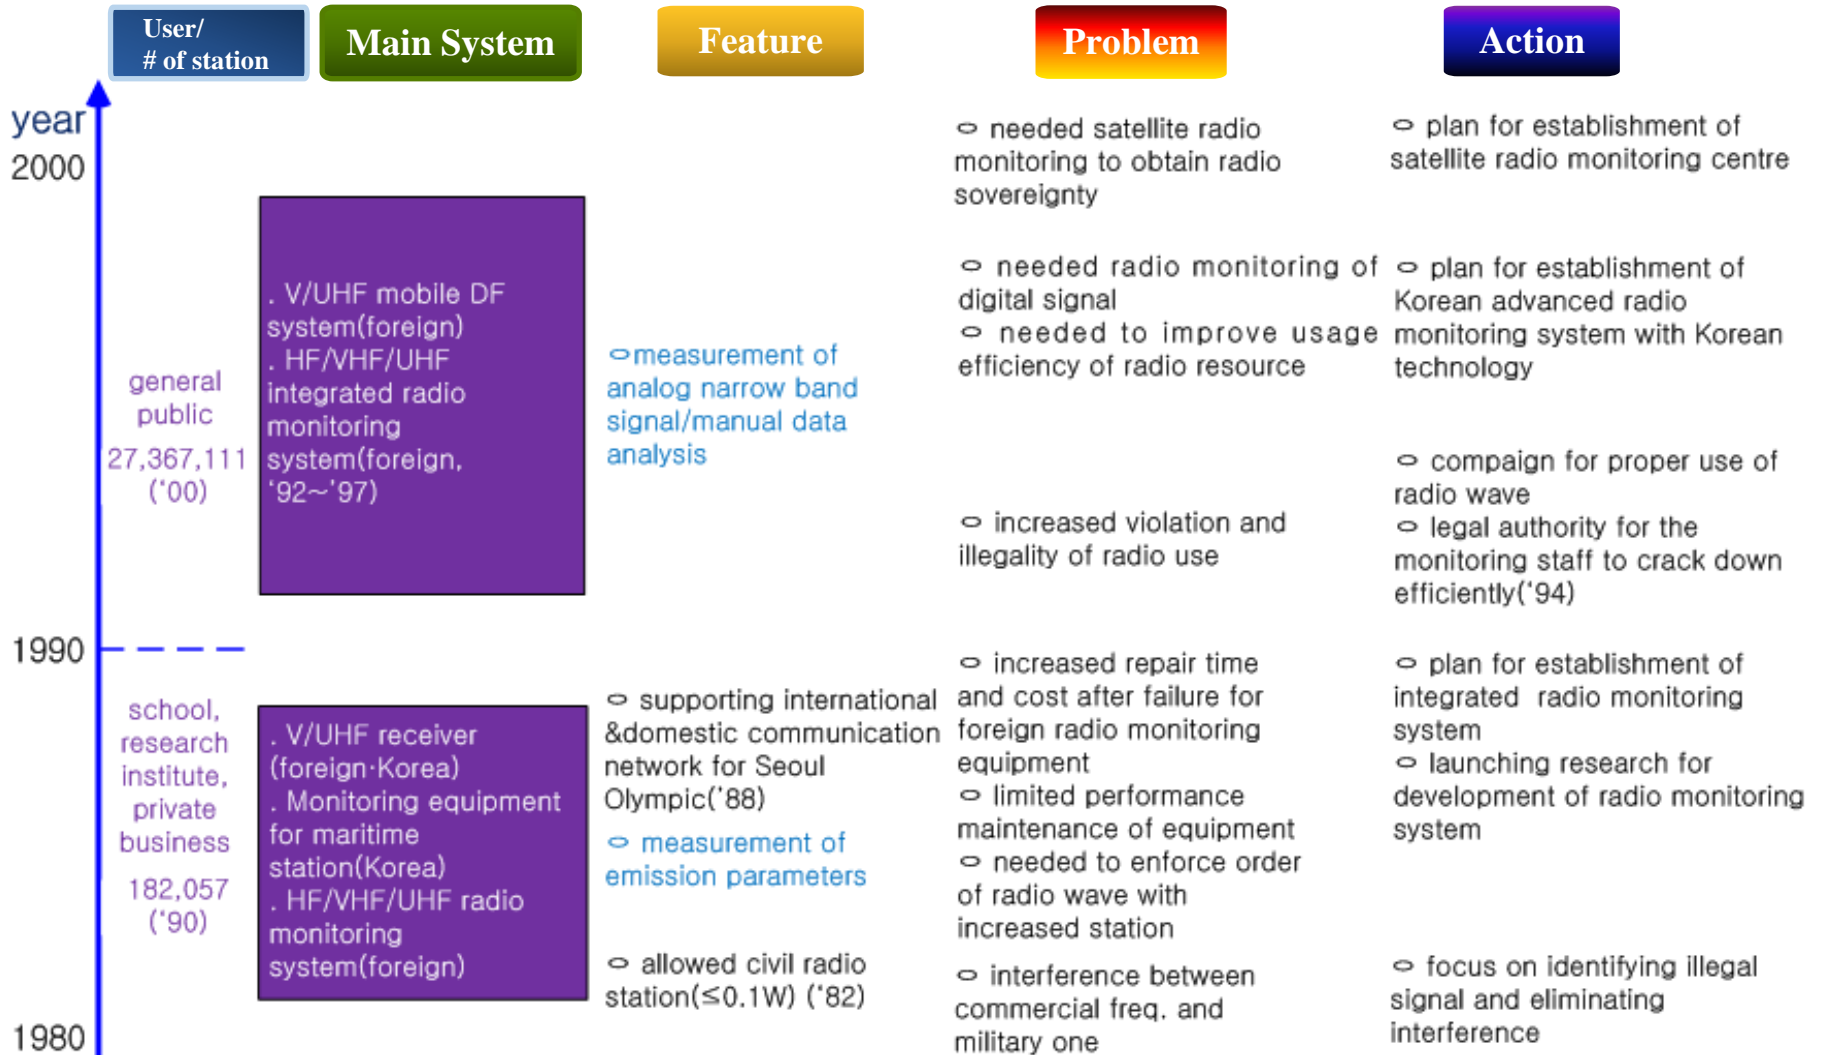 User/
# of station
Main System
Feature
Problem
Action
year
2000
○ needed satellite radio
monitoring to obtain radio
sovereignty
○ plan for establishment of
satellite radio monitoring centre
general
public
27,367,111
(‘00)
. V/UHF mobile DF
system(foreign)
. HF/VHF/UHF
integrated radio
monitoring
system(foreign,
‘92~’97)
○measurement of
analog narrow band
signal/manual data
analysis
○ needed radio monitoring of
digital signal
○ needed to improve usage
efficiency of radio resource
○ plan for establishment of
Korean advanced radio
monitoring system with Korean
technology
○ increased violation and
illegality of radio use
○ compaign for proper use of
radio wave
○ legal authority for the
monitoring staff to crack down
efficiently(‘94)
1990
school,
research
institute,
private
business
182,057
(‘90)
. V/UHF receiver
(foreign·Korea)
. Monitoring equipment
for maritime
station(Korea)
. HF/VHF/UHF radio
monitoring
system(foreign)
○ supporting international
&domestic communication
network for Seoul
Olympic(‘88)
○ measurement of
emission parameters
○ allowed civil radio
station(≤0.1W) (‘82)
○ increased repair time
and cost after failure for
foreign radio monitoring
equipment
○ limited performance
maintenance of equipment
○ needed to enforce order
of radio wave with
increased station
○ interference between
commercial freq. and
military one
○ plan for establishment of
integrated radio monitoring
system
○ launching research for
development of radio monitoring
system
○ focus on identifying illegal
signal and eliminating
interference
1980